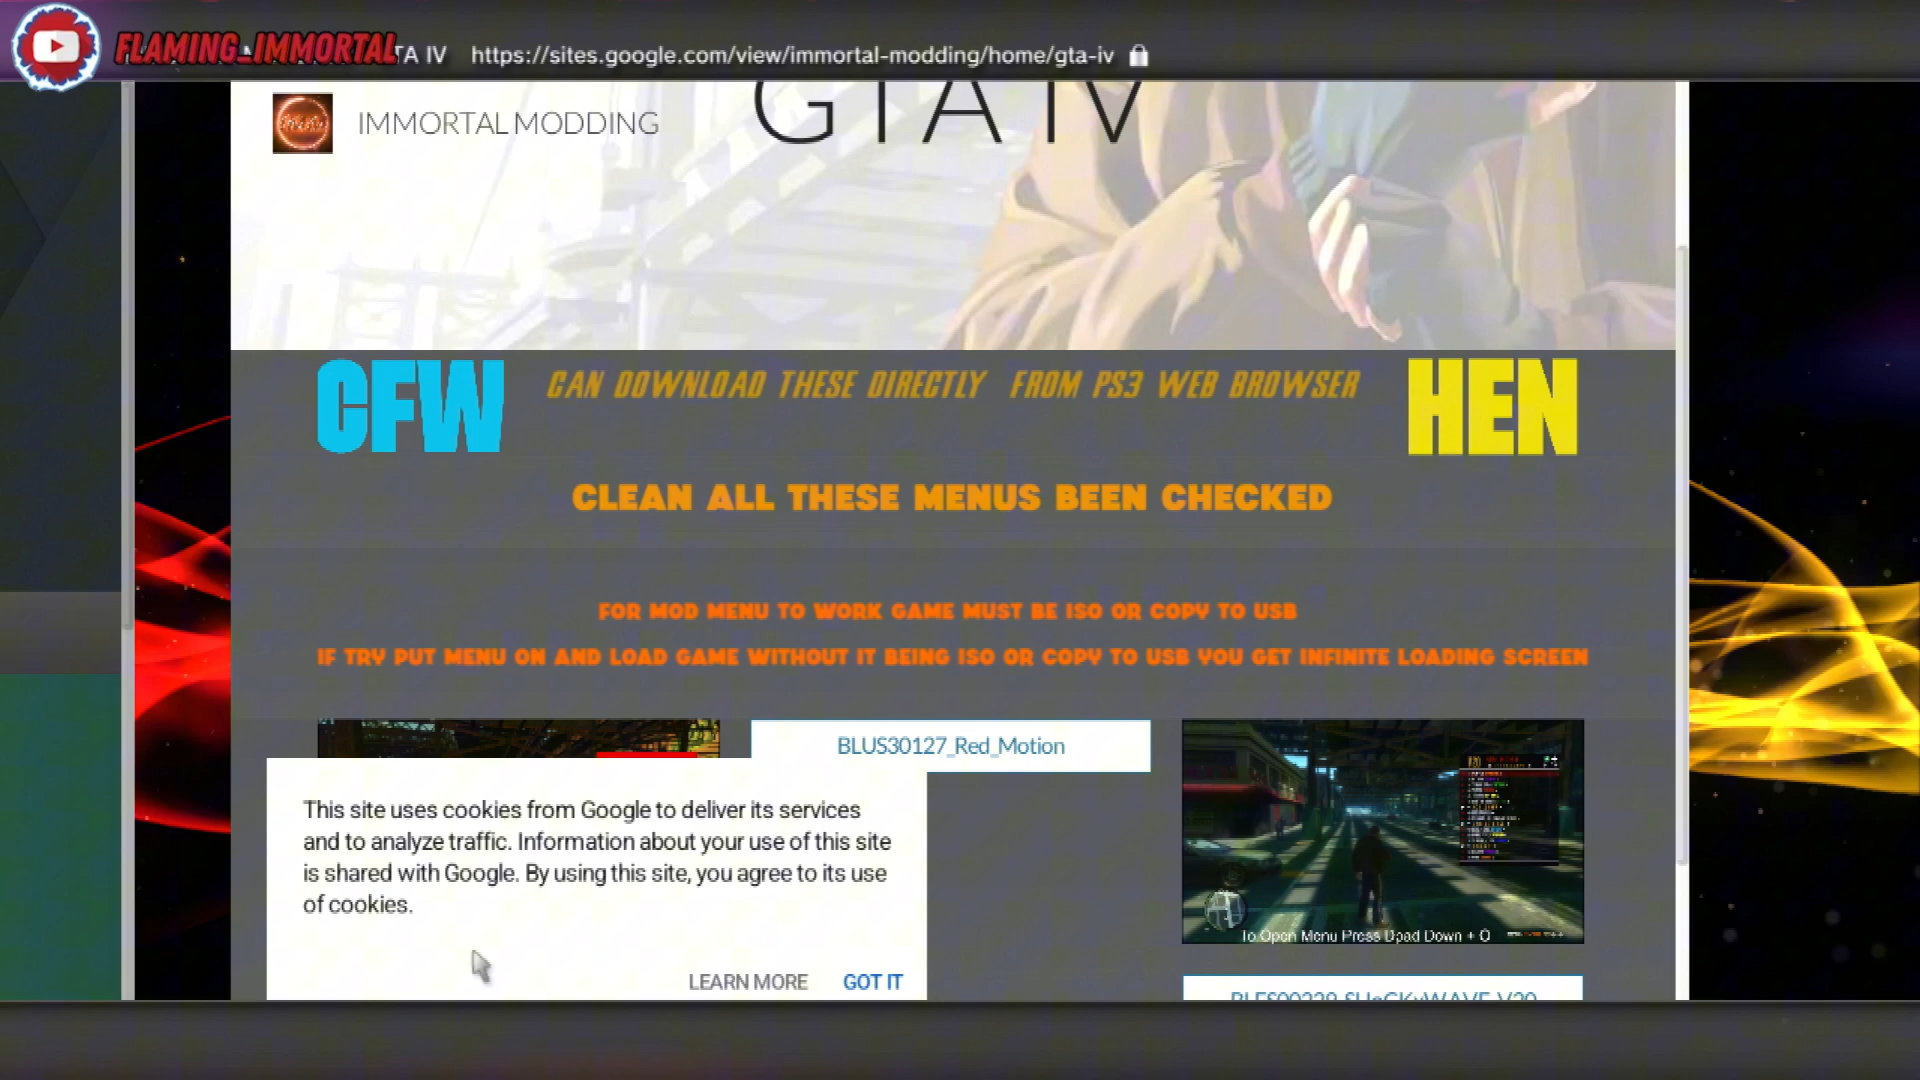 FLAMING_IMMORTAL
TA IV https://sites.google.com/view/immortal-modding/home/gta-iv
GTA IV
IMMORTAL MODDING
CFW
CAN DOWNLOAD THESE DIRECTLY FROM PS3 WEB BROWSER
HEN
CLEAN ALL THESE MENUS BEEN CHECKED
FOR MOD MENU TO WORK GAME MUST BE ISO OR COPY TO USB
IF TRY PUT MENU ON AND LOAD GAME WITHOUT IT BEING ISO OR COPY TO USB YOU GET INFINITE LOADING SCREEN
BLUS30127_Red_Motion
This site uses cookies from Google to deliver its services
and to analyze traffic. Information about your use of this site
is shared with Google. By using this site, you agree to its use
of cookies.
LEARN MORE GOT IT
To Open Menu Press Dpad Down + O